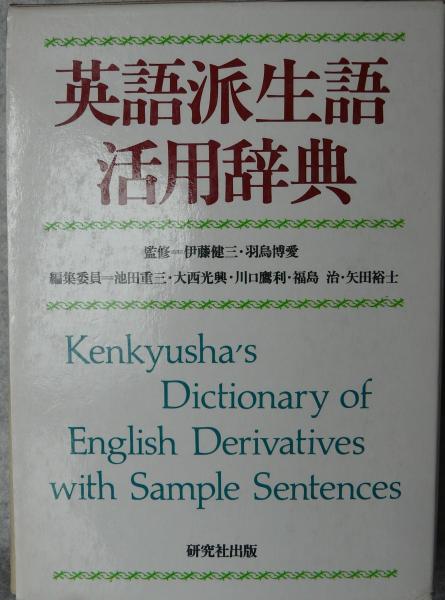 英語派生語
活用辞典
監修=伊藤健三・羽鳥博愛
編集委員=池田重三・大西光興・川口鷹利・福島 治・矢田裕士
Kenkyusha's
Dictionary of
English Derivatives
with Sample Sentences
研究社出版